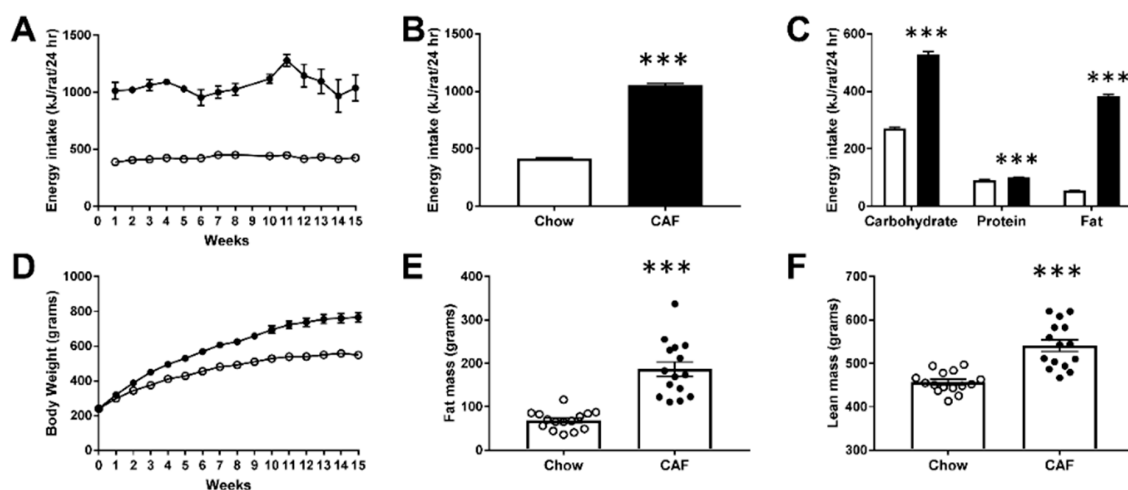 A
Energy intake (kJ/rat/24 hr)
1500
1000
500
0
0 1 2 3 4 5 6 7 8 9 10 11 12 13 14 15
Weeks
B
Energy intake (kJ/rat/24 hr)
1500
1000
500
0
***
Chow CAF
C
Energy intake (kJ/rat/24 hr)
600
400
200
0
*** *** ***
Carbohydrate Protein Fat
D
Body Weight (grams)
1000
800
600
400
200
0
0 1 2 3 4 5 6 7 8 9 10 11 12 13 14 15
Weeks
E
Fat mass (grams)
400
300
200
100
0
***
Chow CAF
F
Lean mass (grams)
700
600
500
400
300
***
Chow CAF